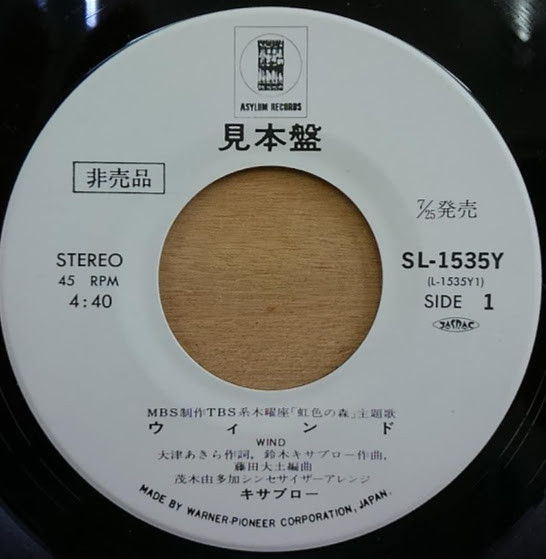 ASYLUM RECORDS
見本盤
非売品
7/25発売
STEREO
45 RPM
4:40
SL-1535Y
(L-1535Y1)
SIDE 1
JASRAC
MBS制作TBS系木曜座「虹色の森」主題歌
ウィンド
WIND
大津あきら作詞，鈴木キサブロー作曲，
藤田大土編曲
茂木由多加シンセサイザーアレンジ
キサブロー
MADE BY WARNER-PIONEER CORPORATION, JAPAN.